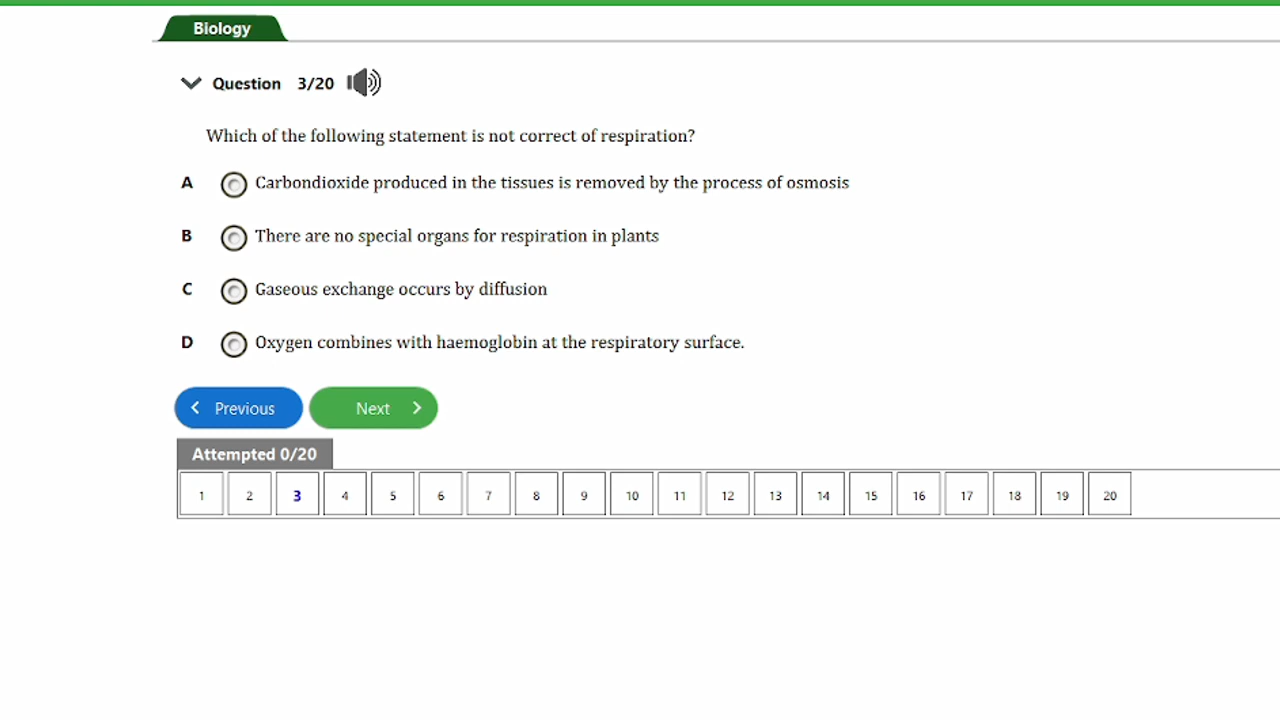 Biology
Question 3/20
Which of the following statement is not correct of respiration?
A Carbondioxide produced in the tissues is removed by the process of osmosis
B There are no special organs for respiration in plants
C Gaseous exchange occurs by diffusion
D Oxygen combines with haemoglobin at the respiratory surface.
Previous Next
Attempted 0/20
1 2 3 4 5 6 7 8 9 10 11 12 13 14 15 16 17 18 19 20